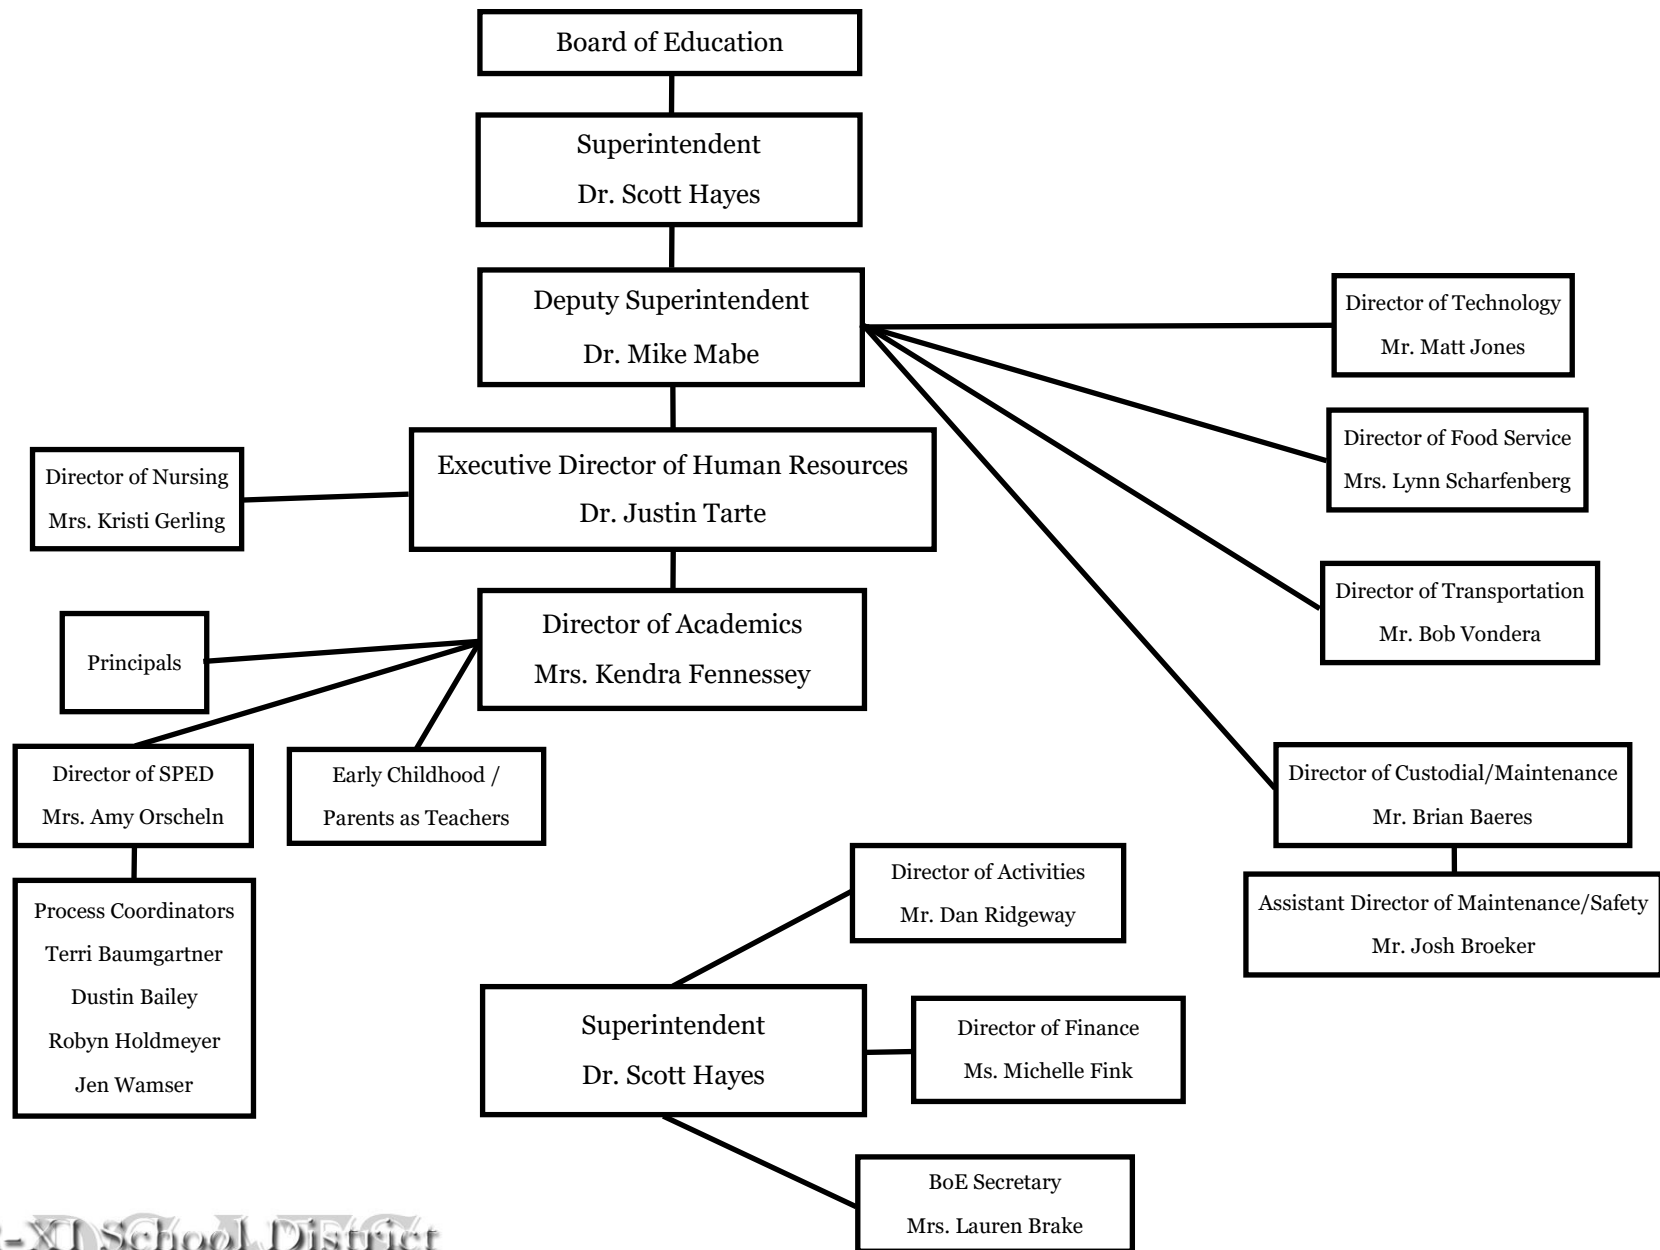 Board of Education
Superintendent
Dr. Scott Hayes
Deputy Superintendent
Dr. Mike Mabe
Director of Technology
Mr. Matt Jones
Director of Food Service
Mrs. Lynn Scharfenberg
Executive Director of Human Resources
Dr. Justin Tarte
Director of Nursing
Mrs. Kristi Gerling
Director of Transportation
Mr. Bob Vondera
Director of Academics
Mrs. Kendra Fennessey
Principals
Director of SPED
Mrs. Amy Orscheln
Early Childhood /
Parents as Teachers
Director of Custodial/Maintenance
Mr. Brian Baeres
Assistant Director of Maintenance/Safety
Mr. Josh Broeker
Process Coordinators
Terri Baumgartner
Dustin Bailey
Robyn Holdmeyer
Jen Wamser
Director of Activities
Mr. Dan Ridgeway
Superintendent
Dr. Scott Hayes
Director of Finance
Ms. Michelle Fink
BoE Secretary
Mrs. Lauren Brake
-XI School District